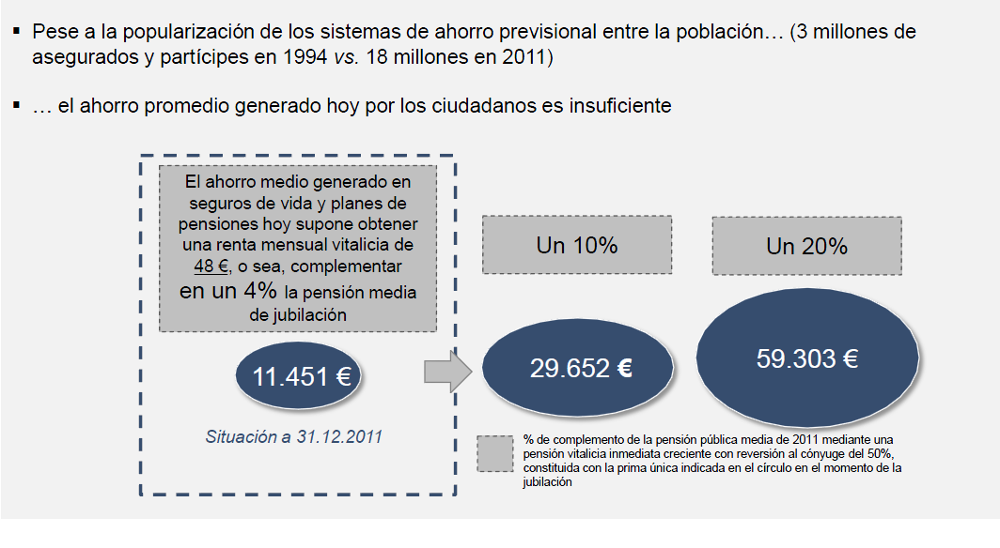 ▪ Pese a la popularización de los sistemas de ahorro previsional entre la población… (3 millones de
asegurados y partícipes en 1994 vs. 18 millones en 2011)
▪ … el ahorro promedio generado hoy por los ciudadanos es insuficiente
El ahorro medio generado en
seguros de vida y planes de
pensiones hoy supone obtener
una renta mensual vitalicia de
48 €, o sea, complementar
en un 4% la pensión media
de jubilación
11.451 €
Situación a 31.12.2011
Un 10%
29.652 €
Un 20%
59.303 €
% de complemento de la pensión pública media de 2011 mediante una
pensión vitalicia inmediata creciente con reversión al cónyuge del 50%,
constituida con la prima única indicada en el círculo en el momento de la
jubilación